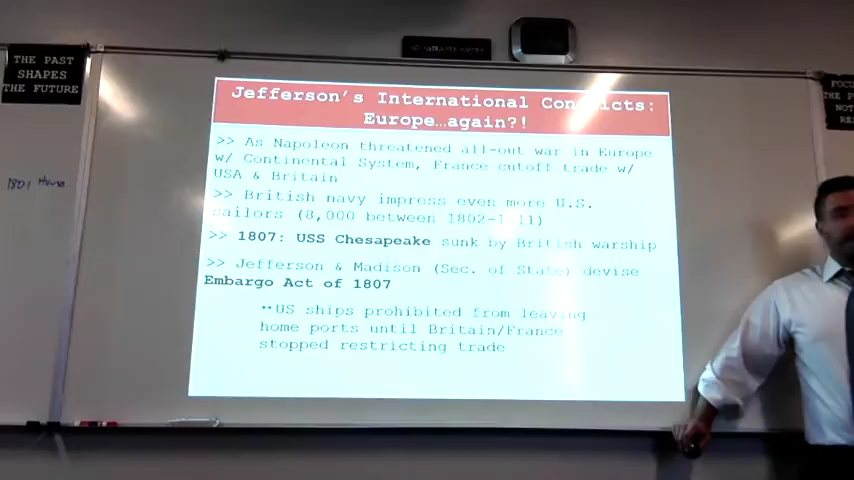 THE PAST
SHAPES
THE FUTURE
Jefferson's International Conflicts:
Europe…again?!
>> As Napoleon threatened all-out war in Europe
w/ Continental System, France cutoff trade w/
USA & Britain
>> British navy impress even more U.S.
sailors (8,000 between 1802-1811)
>> 1807: USS Chesapeake sunk by British warship
>> Jefferson & Madison (Sec. of State) devise
Embargo Act of 1807
US ships prohibited from leaving
home ports until Britain/France
stopped restricting trade
1801